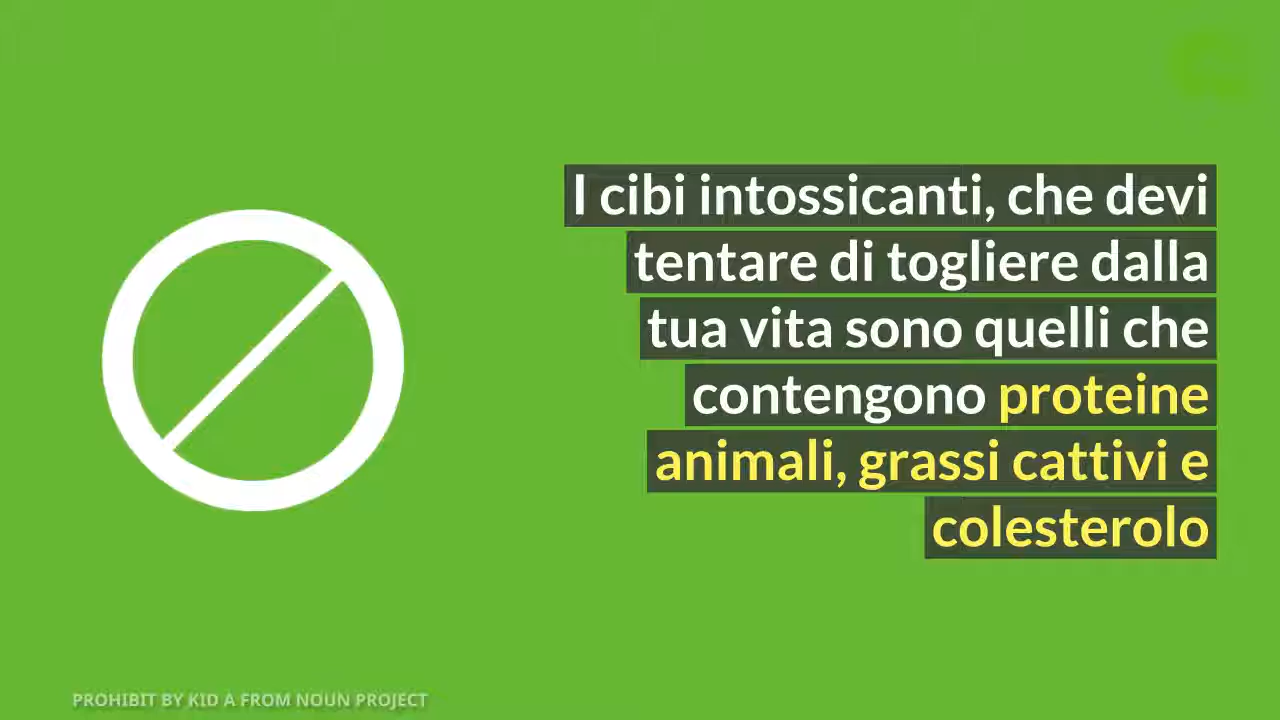 I cibi intossicanti, che devi
tentare di togliere dalla
tua vita sono quelli che
contengono proteine
animali, grassi cattivi e
colesterolo
PROHIBIT BY KID A FROM NOUN PROJECT